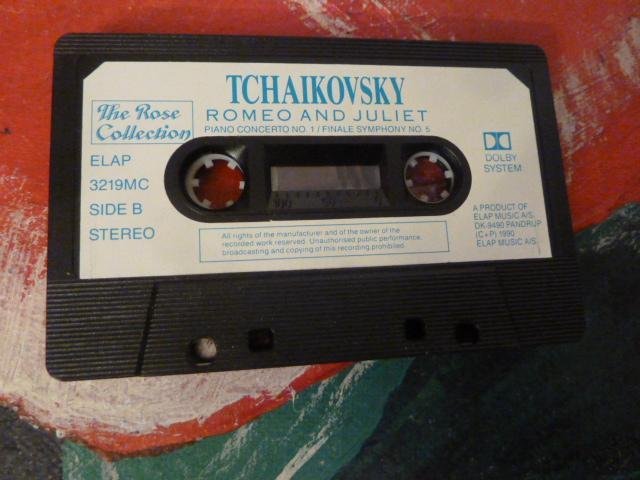 TCHAIKOVSKY
The Rose
Collection
ROMEO AND JULIET
PIANO CONCERTO NO. 1 / FINALE SYMPHONY NO. 5
ELAP
3219MC
SIDE B
STEREO
DOLBY
SYSTEM
100 50
A PRODUCT OF
ELAP MUSIC A/S,
DK-9490 PANDRUP
(C+P) 1990
ELAP MUSIC A/S.
All rights of the manufacturer and of the owner of the
recorded work reserved. Unauthorised public performance,
broadcasting and copying of this recording prohibited.